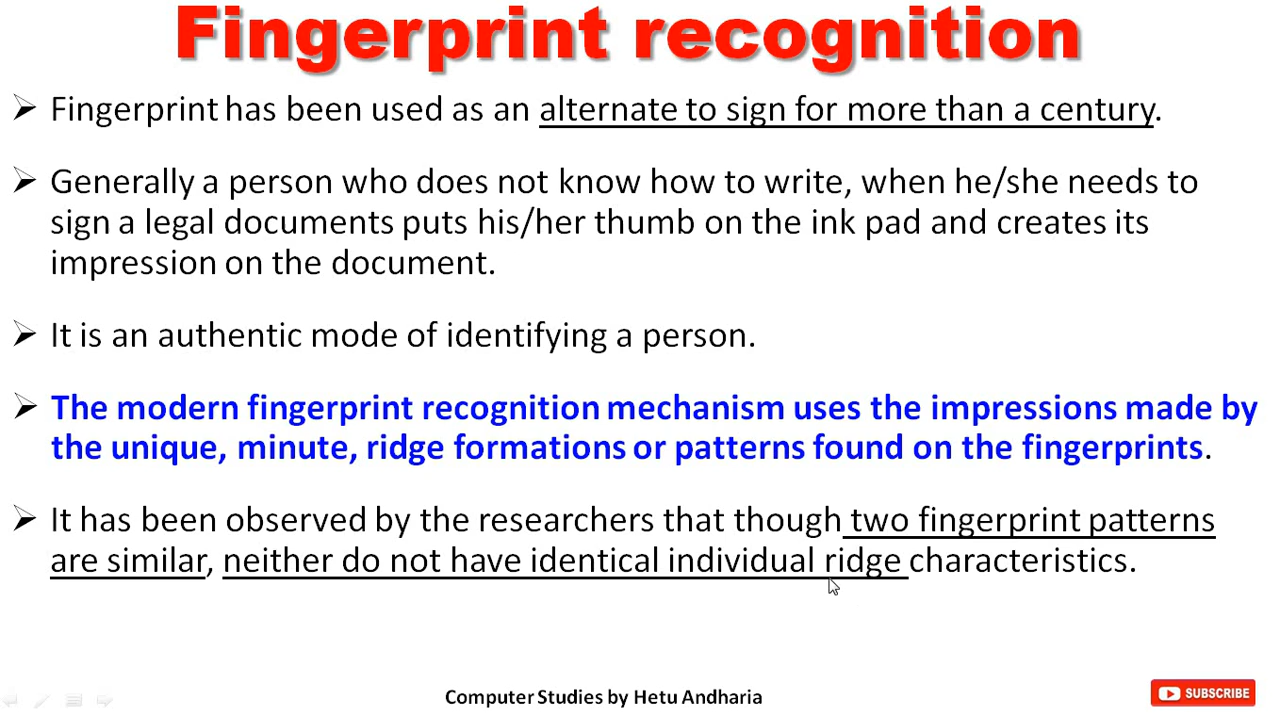 Fingerprint recognition
➢ Fingerprint has been used as an alternate to sign for more than a century.
➢ Generally a person who does not know how to write, when he/she needs to
sign a legal documents puts his/her thumb on the ink pad and creates its
impression on the document.
➢ It is an authentic mode of identifying a person.
➢ The modern fingerprint recognition mechanism uses the impressions made by
the unique, minute, ridge formations or patterns found on the fingerprints.
➢ It has been observed by the researchers that though two fingerprint patterns
are similar, neither do not have identical individual ridge characteristics.
Computer Studies by Hetu Andharia
SUBSCRIBE